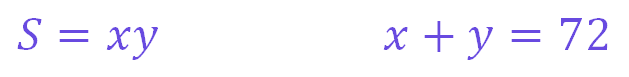 S = xy x + y = 72